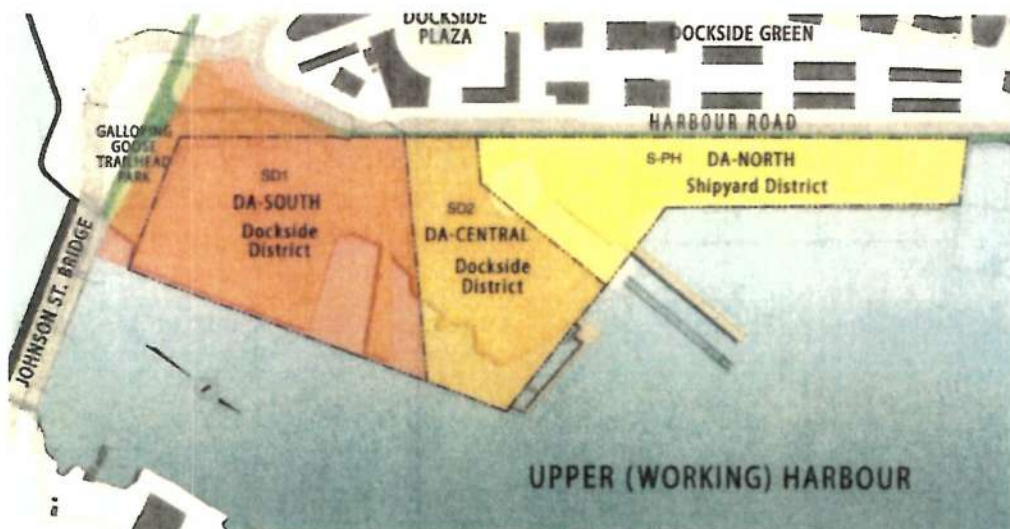 DOCKSIDE
PLAZA
DOCKSIDE GREEN
HARBOUR ROAD
GALLOPING
GOOSE
TRAILHEAD
PARK
SD1
DA-SOUTH
Dockside
District
SD2
DA-CENTRAL
Dockside
District
S-PH DA-NORTH
Shipyard District
JOHNSON ST. BRIDGE
UPPER (WORKING) HARBOUR